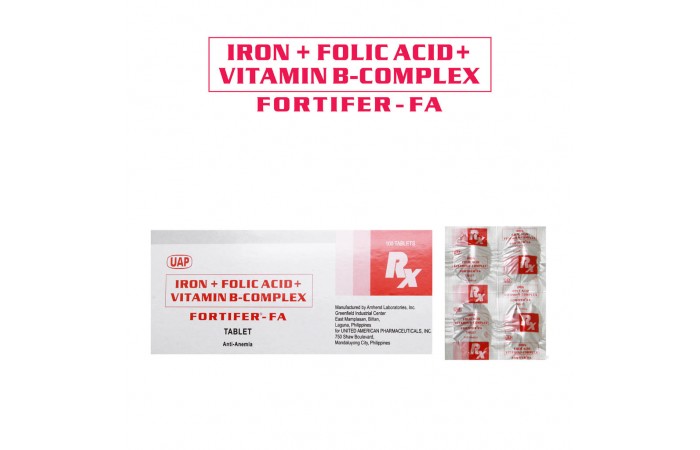 IRON + FOLIC ACID +
VITAMIN B-COMPLEX
FORTIFER - FA
UAP
IRON + FOLIC ACID +
VITAMIN B-COMPLEX
FORTIFER - FA
TABLET
Anti-Anemia
100 TABLETS
Rx
Manufactured by Amherst Laboratories, Inc.
Greenfield Industrial Center
East Mamplasan, Biñan,
Laguna, Philippines
for UNITED AMERICAN PHARMACEUTICALS, INC.
750 Shaw Boulevard,
Mandaluyong City, Philippines
Rx
Rx